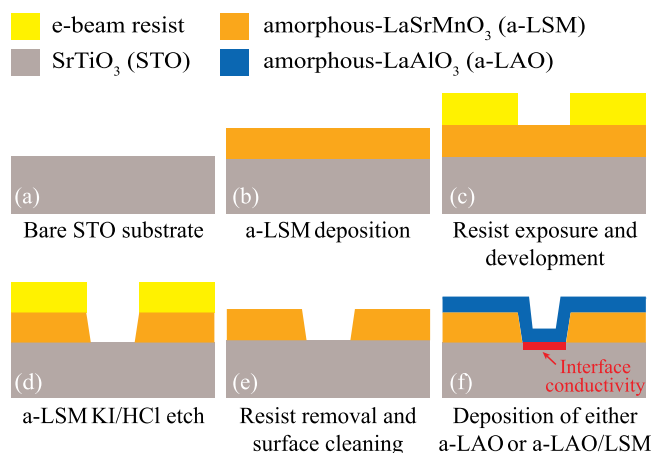 e-beam resist
amorphous-LaSrMnO₃ (a-LSM)
SrTiO₃ (STO)
amorphous-LaAlO₃ (a-LAO)
(a)
Bare STO substrate
(b)
a-LSM deposition
(c)
Resist exposure and
development
(d)
a-LSM KI/HCl etch
(e)
Resist removal and
surface cleaning
(f)
Interface
conductivity
Deposition of either
a-LAO or a-LAO/LSM